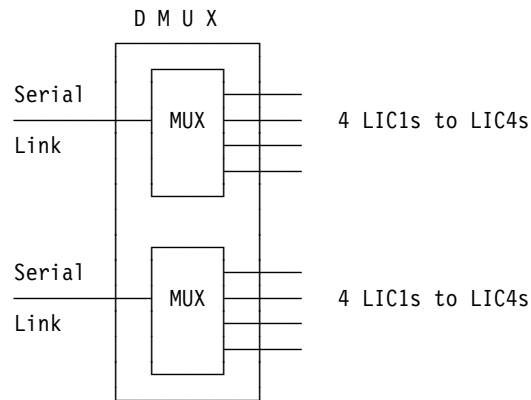 D M U X
Serial
MUX
4 LIC1s to LIC4s
Link
Serial
MUX
4 LIC1s to LIC4s
Link